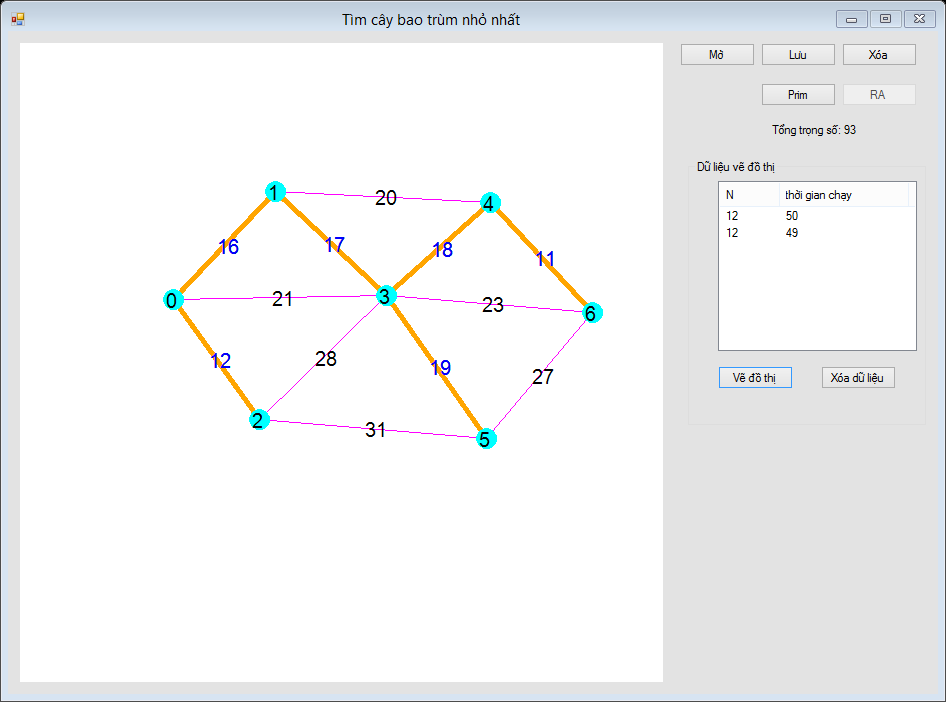 Tìm cây bao trùm nhỏ nhất
Mở Lưu Xóa
Prim RA
Tổng trọng số: 93
Dữ liệu vẽ đồ thị
N thời gian chạy
12 50
12 49
Vẽ đồ thị Xóa dữ liệu
1 20 4
16 17 18 11
0 21 3 23 6
12 28 19 27
2 31 5